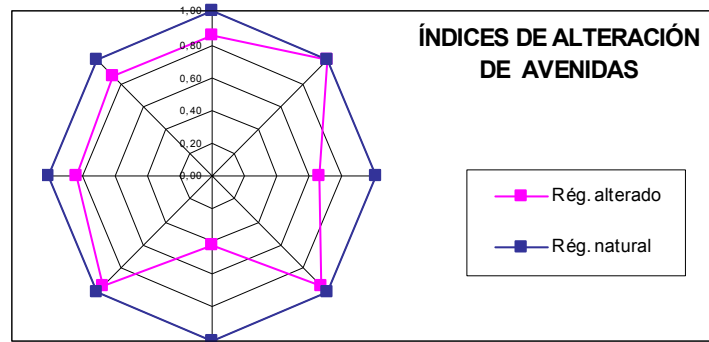 ÍNDICES DE ALTERACIÓN
DE AVENIDAS
1,00
0,80
0,60
0,40
0,20
0,00
Rég. alterado
Rég. natural